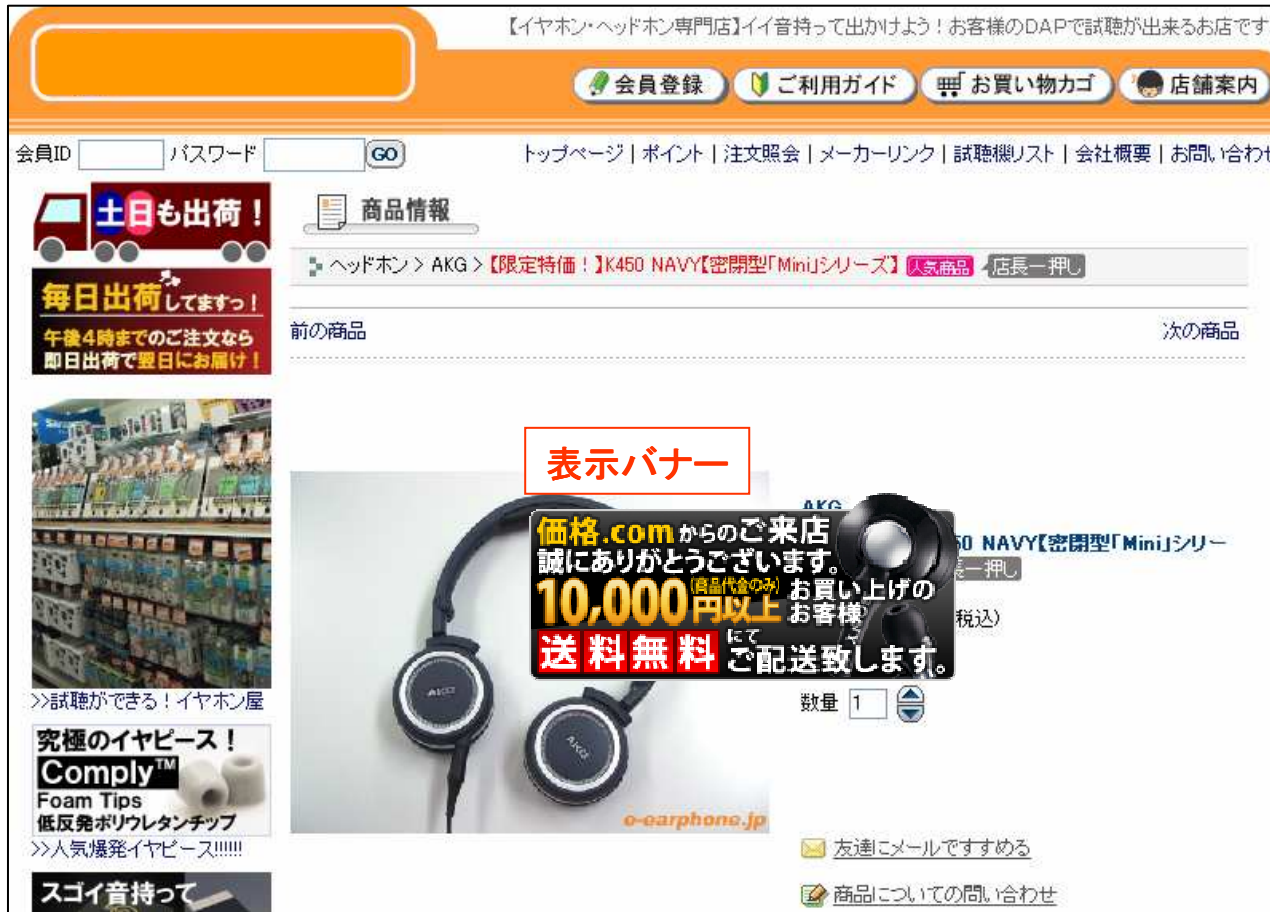 【イヤホン・ヘッドホン専門店】イイ音持って出かけよう！お客様のDAPで試聴が出来るお店です
会員登録
ご利用ガイド
お買い物カゴ
店舗案内
会員ID
パスワード
GO
トップページ | ポイント | 注文照会 | メーカーリンク | 試聴機リスト | 会社概要 | お問い合わせ
土日も出荷！
商品情報
ヘッドホン > AKG > 【限定特価！】K450 NAVY【密閉型「Mini」シリーズ】 人気商品 店長一押し
毎日出荷してますっ！
午後4時までのご注文なら
即日出荷で翌日にお届け！
前の商品
次の商品
表示バナー
AKG
50 NAVY【密閉型「Mini」シリー
長一押し
価格.comからのご来店
誠にありがとうございます。
10,000円以上(商品代金のみ)お買い上げの
お客様
送料無料にてご配送致します。
税込)
数量 1
AKG
AKG
o-earphone.jp
>>試聴ができる！イヤホン屋
究極のイヤピース！
Comply™
Foam Tips
低反発ポリウレタンチップ
>>人気爆発イヤピース!!!!!!
友達にメールですすめる
スゴイ音持って
商品についての問い合わせ